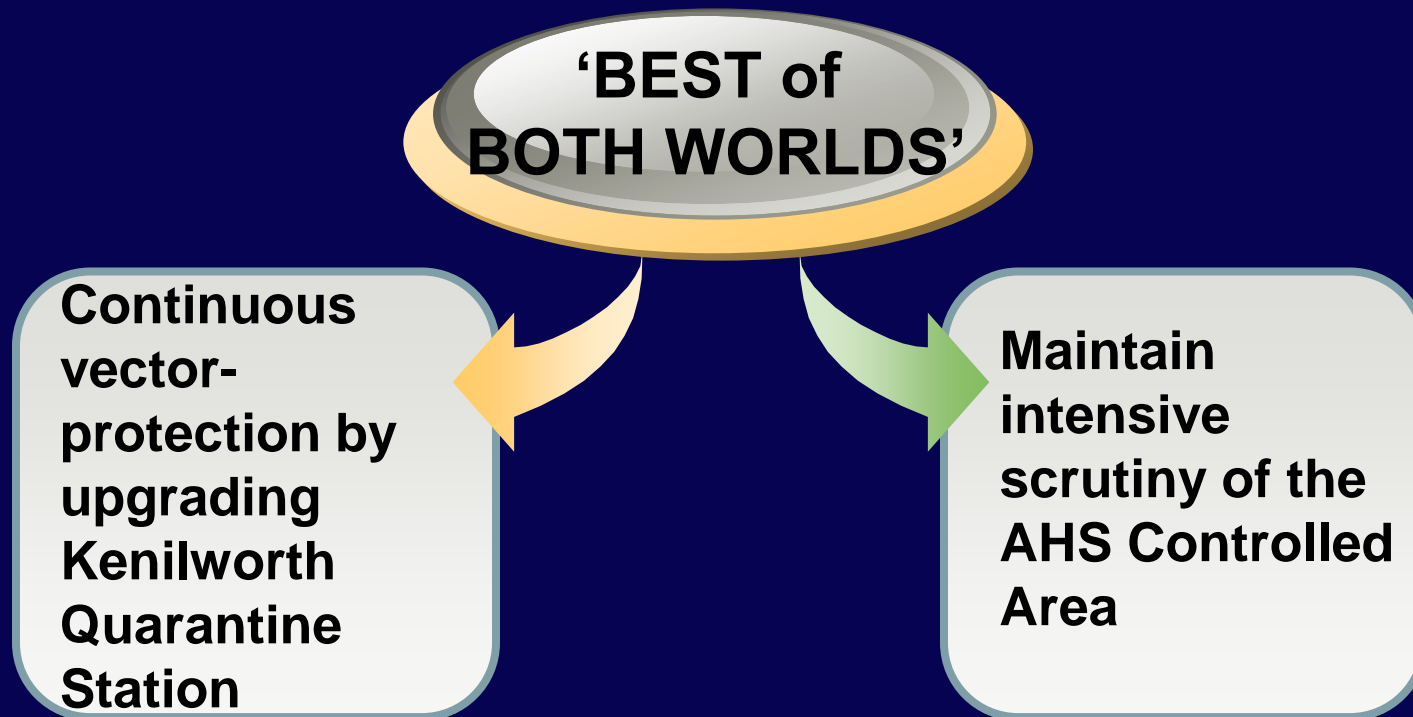 ‘BEST of
BOTH WORLDS’
Continuous
vector-
protection by
upgrading
Kenilworth
Quarantine
Station
Maintain
intensive
scrutiny of the
AHS Controlled
Area